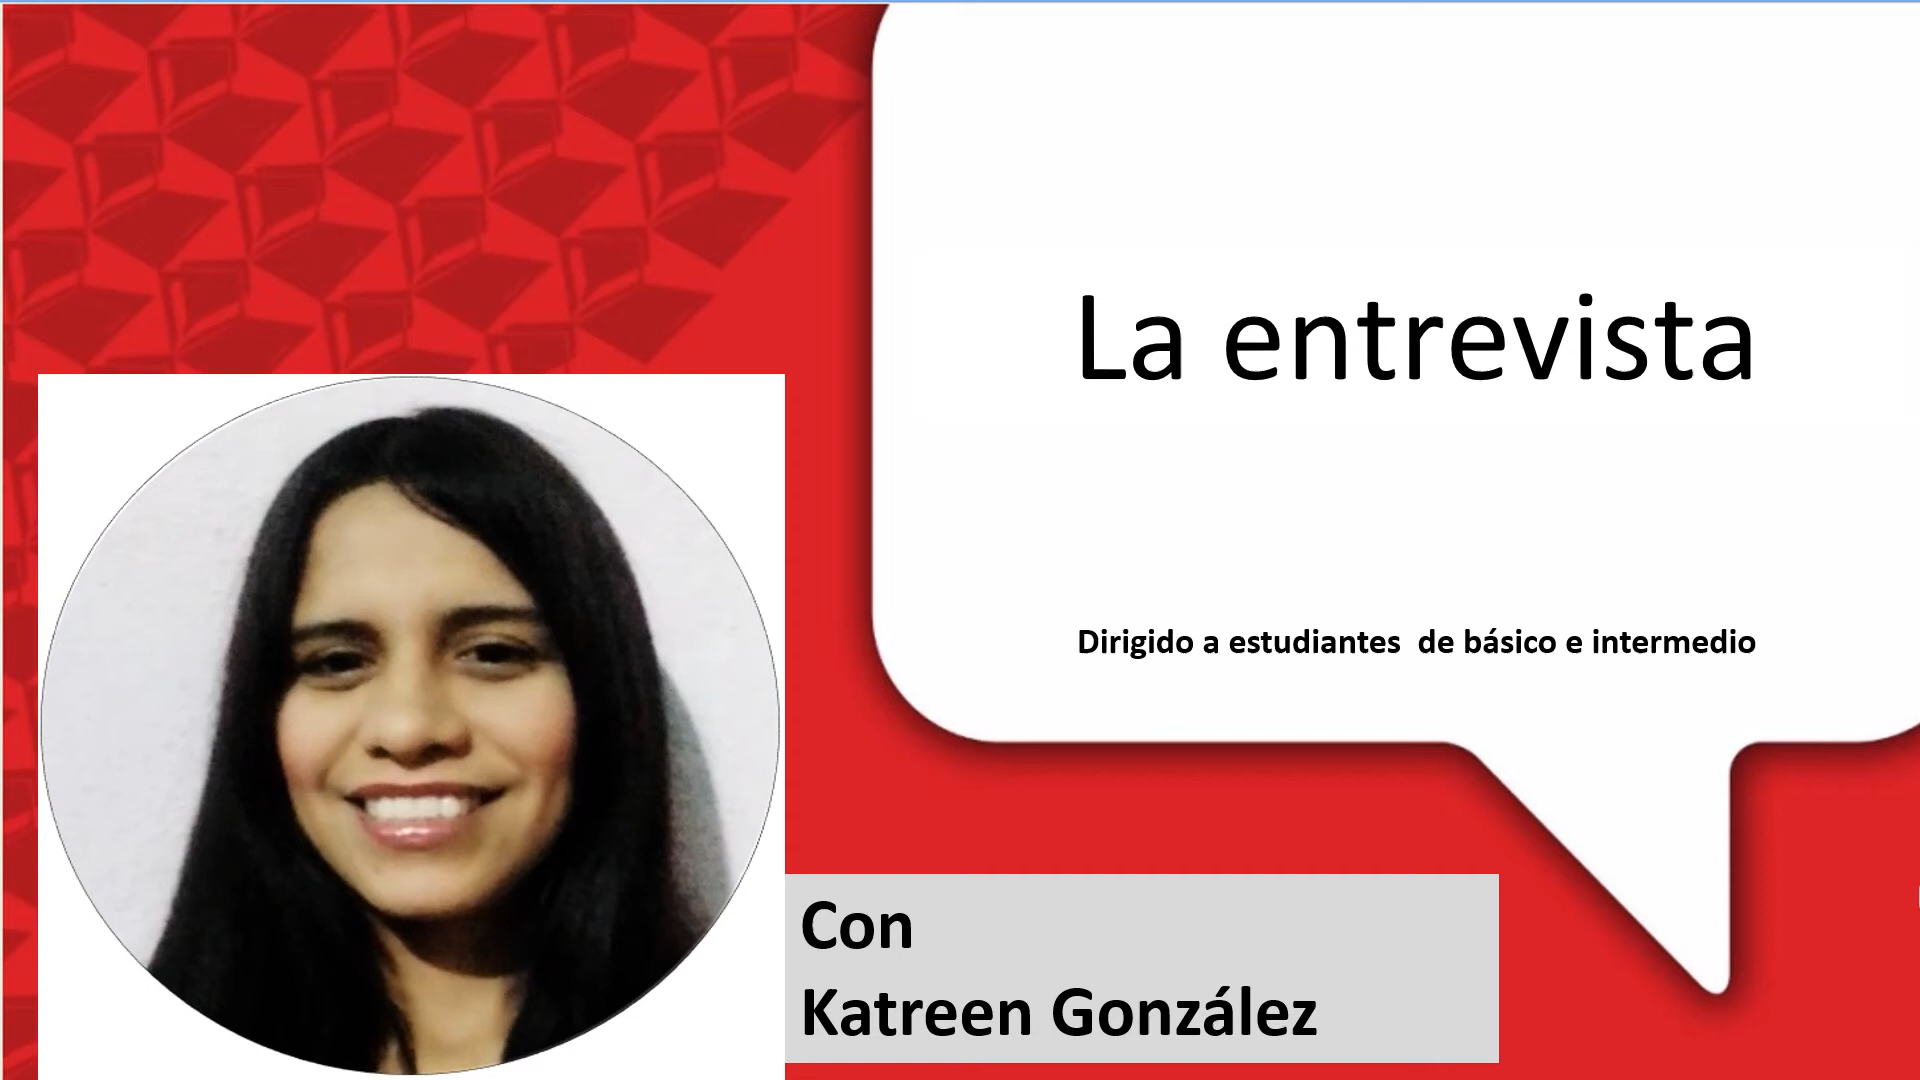 La entrevista
Dirigido a estudiantes  de básico e intermedio
Con
Katreen González